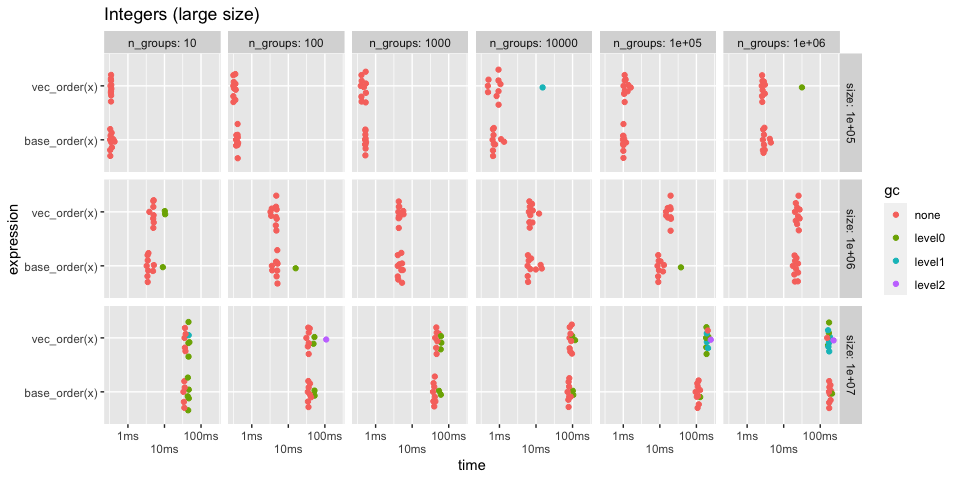 Integers (large size)
n_groups: 10
n_groups: 100
n_groups: 1000
n_groups: 10000
n_groups: 1e+05
n_groups: 1e+06
vec_order(x)
base_order(x)
size: 1e+05
vec_order(x)
base_order(x)
size: 1e+06
vec_order(x)
base_order(x)
size: 1e+07
expression
gc
none
level0
level1
level2
1ms 100ms 1ms 100ms 1ms 100ms 1ms 100ms 1ms 100ms 1ms 100ms
10ms 10ms 10ms 10ms 10ms 10ms
time